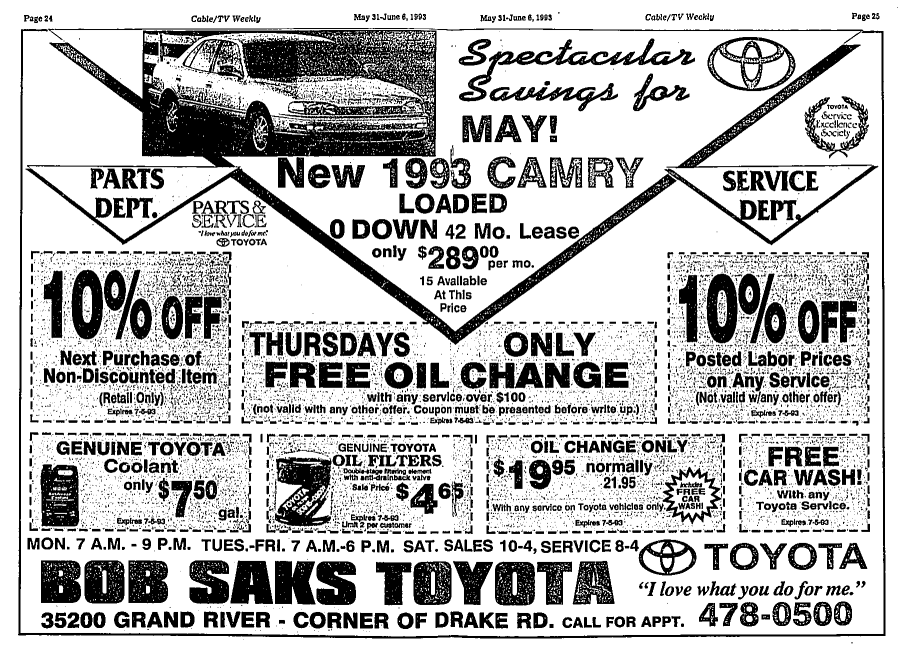 Page 24 Cable/TV Weekly May 31-June 6, 1993 May 31-June 6, 1993 Cable/TV Weekly Page 25
Spectacular
Savings for
MAY!
TOYOTA
Service
Excellence
Society
New 1993 CAMRY
LOADED
0 DOWN 42 Mo. Lease
only $289.00 per mo.
15 Available
At This
Price
PARTS
DEPT.
PARTS &
SERVICE
"I love what you do for me."
TOYOTA
SERVICE
DEPT.
10% OFF
Next Purchase of
Non-Discounted Item
(Retail Only)
Expires 7-5-93
THURSDAYS ONLY
FREE OIL CHANGE
with any service over $100
(not valid with any other offer. Coupon must be presented before write up.)
Expires 7-5-93
10% OFF
Posted Labor Prices
on Any Service
(Not valid w/any other offer)
Expires 7-5-93
GENUINE TOYOTA
Coolant
only $7.50
gal.
Expires 7-5-93
GENUINE TOYOTA
OIL FILTERS
Double-stage filtering element
with anti-drainback valve
Sale Price $4.65
Expires 7-5-93
Limit 2 per customer
OIL CHANGE ONLY
$19.95 normally
21.95
Includes
FREE
CAR
WASH!
With any service on Toyota vehicles only
Expires 7-5-93
FREE
CAR WASH!
With any
Toyota Service.
Expires 7-5-93
MON. 7 A.M. - 9 P.M. TUES.-FRI. 7 A.M.-6 P.M. SAT. SALES 10-4, SERVICE 8-4
BOB SAKS TOYOTA
35200 GRAND RIVER - CORNER OF DRAKE RD. CALL FOR APPT.
TOYOTA
"I love what you do for me."
478-0500